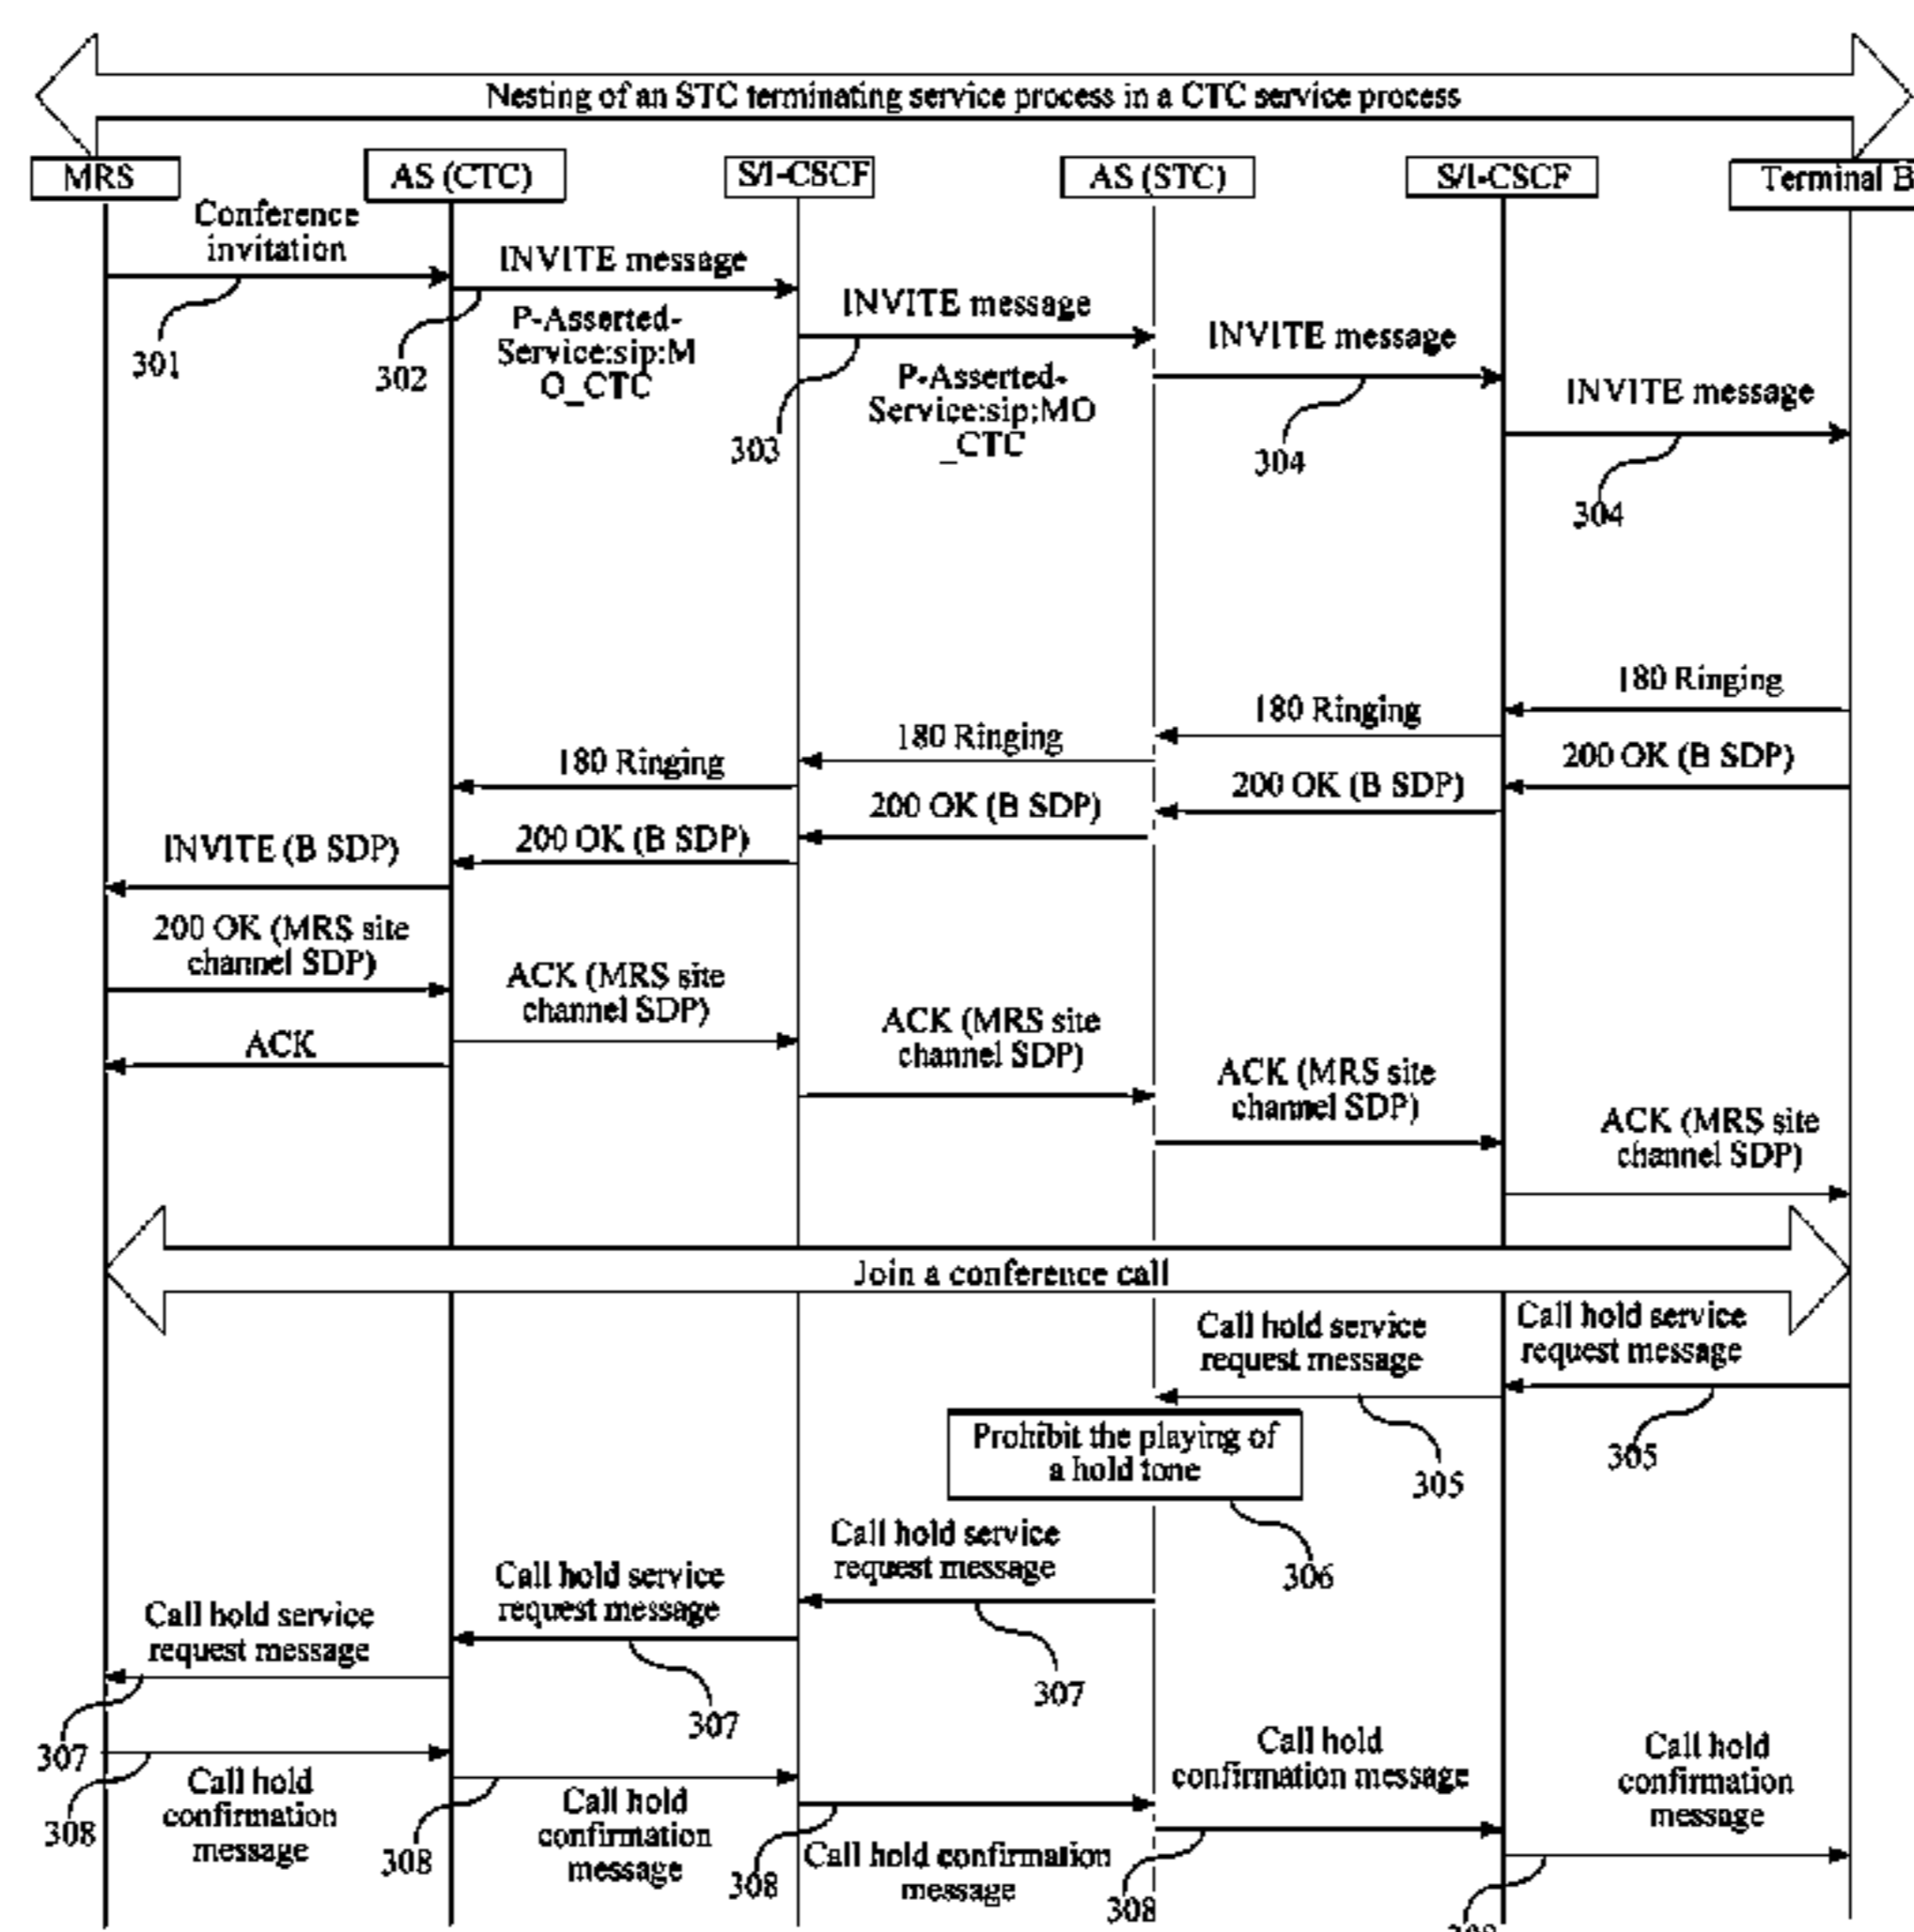 Nesting of an STC terminating service process in a CTC service process
MRS
AS (CTC)
S/I-CSCF
AS (STC)
S/I-CSCF
Terminal B
Conference
invitation
301
INVITE message
302
P-Asserted-
Service:sip:M
O_CTC
INVITE message
303
P-Asserted-
Service:sip:MO
_CTC
INVITE message
304
INVITE message
304
180 Ringing
180 Ringing
180 Ringing
180 Ringing
200 OK (B SDP)
200 OK (B SDP)
200 OK (B SDP)
200 OK (B SDP)
INVITE (B SDP)
200 OK (MRS site
channel SDP)
ACK (MRS site
channel SDP)
ACK
ACK (MRS site
channel SDP)
ACK (MRS site
channel SDP)
ACK (MRS site
channel SDP)
Join a conference call
Call hold service
request message
305
Call hold service
request message
305
Prohibit the playing of
a hold tone
306
Call hold service
request message
307
Call hold service
request message
307
Call hold service
request message
307
308
Call hold
confirmation
message
308
Call hold
confirmation
message
308
Call hold confirmation
message
308
Call hold
confirmation message
Call hold
confirmation
message